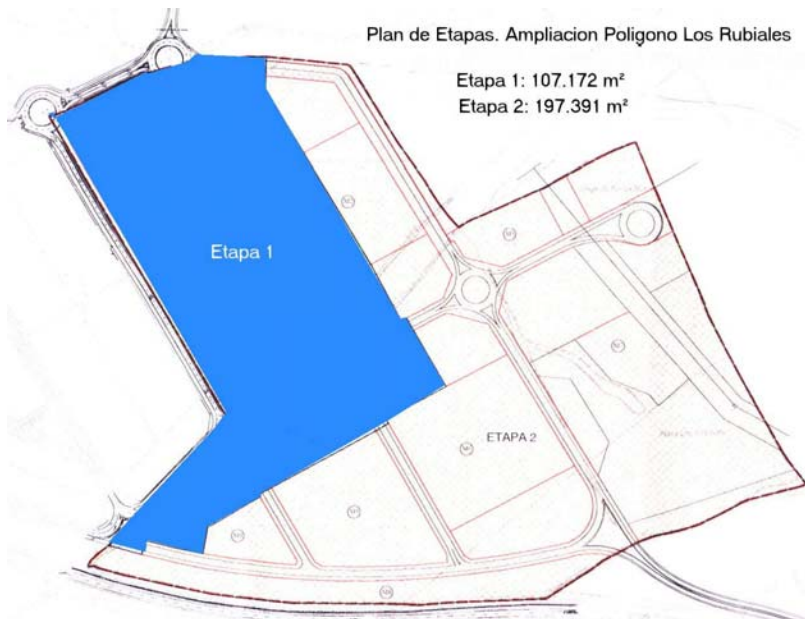 Plan de Etapas. Ampliacion Poligono Los Rubiales
Etapa 1: 107.172 m²
Etapa 2: 197.391 m²
Etapa 1
ETAPA 2